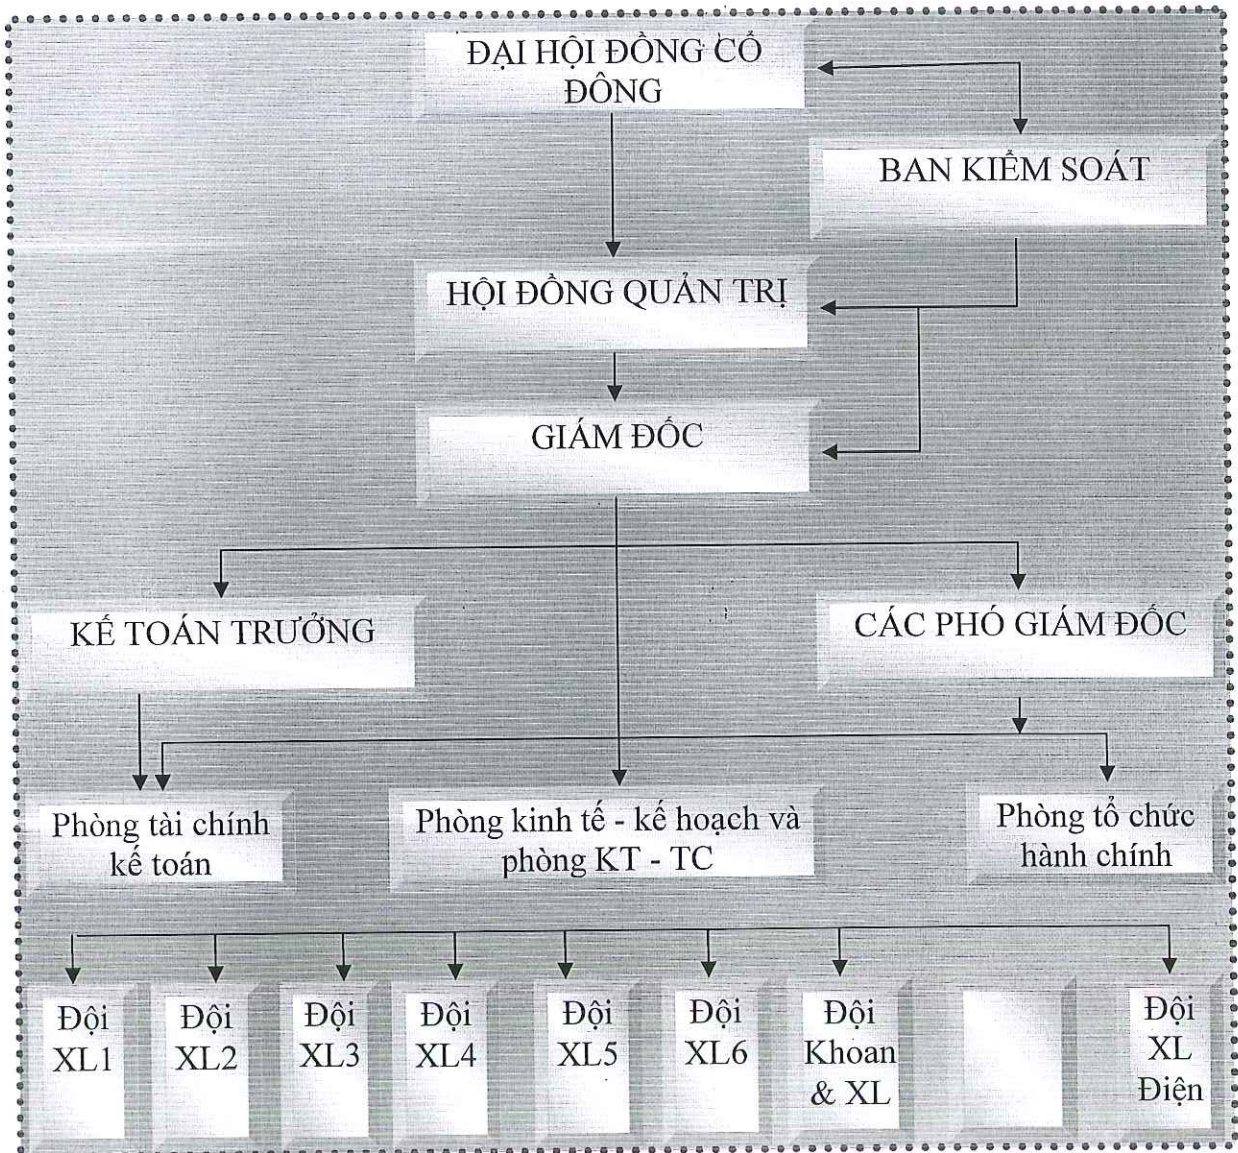 ĐẠI HỘI ĐỒNG CỔ
ĐÔNG
BAN KIỂM SOÁT
HỘI ĐỒNG QUẢN TRỊ
GIÁM ĐỐC
KẾ TOÁN TRƯỞNG
CÁC PHÓ GIÁM ĐỐC
Phòng tài chính
kế toán
Phòng kinh tế - kế hoạch và
phòng KT - TC
Phòng tổ chức
hành chính
Đội
XL1
Đội
XL2
Đội
XL3
Đội
XL4
Đội
XL5
Đội
XL6
Đội
Khoan
& XL
Đội
XL
Điện